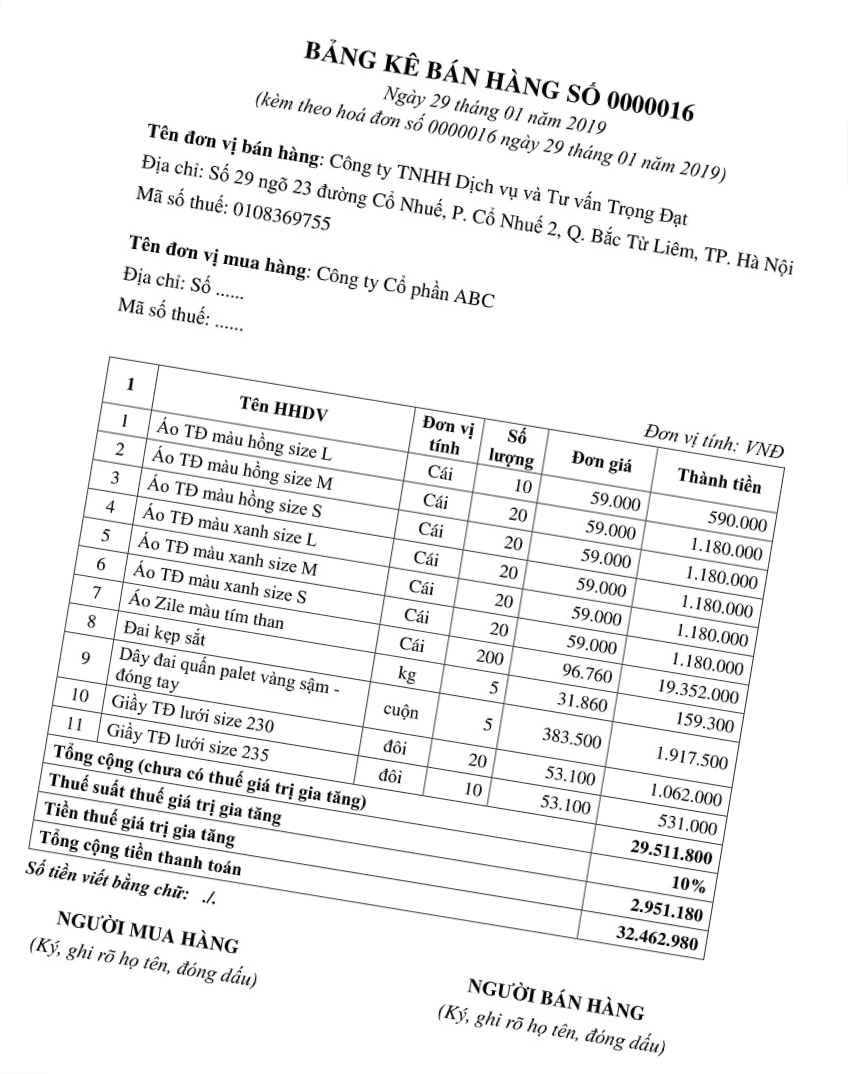 BẢNG KÊ BÁN HÀNG SỐ 0000016
Ngày 29 tháng 01 năm 2019
(kèm theo hoá đơn số 0000016 ngày 29 tháng 01 năm 2019)
Tên đơn vị bán hàng: Công ty TNHH Dịch vụ và Tư vấn Trọng Đạt
Địa chỉ: Số 29 ngõ 23 đường Cổ Nhuế, P. Cổ Nhuế 2, Q. Bắc Từ Liêm, TP. Hà Nội
Mã số thuế: 0108369755
Tên đơn vị mua hàng: Công ty Cổ phần ABC
Địa chỉ: Số ......
Mã số thuế: ......
Đơn vị tính: VNĐ
1 Tên HHDV Đơn vị tính Số lượng Đơn giá Thành tiền
1 Áo TĐ màu hồng size L Cái 10 59.000 590.000
2 Áo TĐ màu hồng size M Cái 20 59.000 1.180.000
3 Áo TĐ màu hồng size S Cái 20 59.000 1.180.000
4 Áo TĐ màu xanh size L Cái 20 59.000 1.180.000
5 Áo TĐ màu xanh size M Cái 20 59.000 1.180.000
6 Áo TĐ màu xanh size S Cái 20 59.000 1.180.000
7 Áo Zile màu tím than Cái 200 96.760 19.352.000
8 Đai kẹp sắt kg 5 31.860 159.300
9 Dây đai quấn palet vàng sậm - đóng tay cuộn 5 383.500 1.917.500
10 Giầy TĐ lưới size 230 đôi 20 53.100 1.062.000
11 Giầy TĐ lưới size 235 đôi 10 53.100 531.000
Tổng cộng (chưa có thuế giá trị gia tăng) 29.511.800
Thuế suất thuế giá trị gia tăng 10%
Tiền thuế giá trị gia tăng 2.951.180
Tổng cộng tiền thanh toán 32.462.980
Số tiền viết bằng chữ: ./.
NGƯỜI MUA HÀNG
(Ký, ghi rõ họ tên, đóng dấu)
NGƯỜI BÁN HÀNG
(Ký, ghi rõ họ tên, đóng dấu)